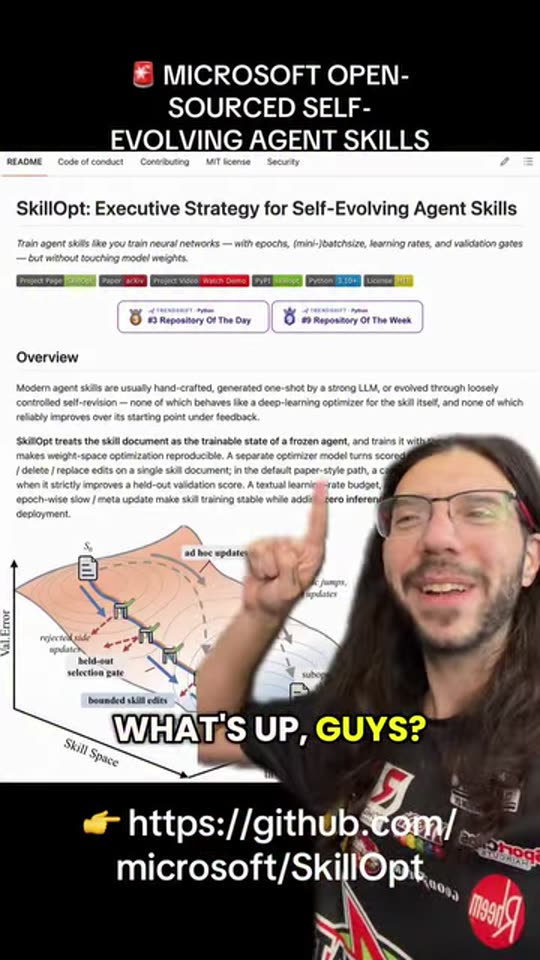 🚨 MICROSOFT OPEN-
SOURCED SELF-
EVOLVING AGENT SKILLS
README Code of conduct Contributing MIT license Security
SkillOpt: Executive Strategy for Self-Evolving Agent Skills
Train agent skills like you train neural networks — with epochs, (mini-)batchsize, learning rates, and validation gates
— but without touching model weights.
Project Page SkillOpt Paper arXiv Project Video Watch Demo PyPI skillopt Python 3.10+ License MIT
TRENDSHIFT · Python
#3 Repository Of The Day
TRENDSHIFT · Python
#9 Repository Of The Week
Overview
Modern agent skills are usually hand-crafted, generated one-shot by a strong LLM, or evolved through loosely
controlled self-revision — none of which behaves like a deep-learning optimizer for the skill itself, and none of which
reliably improves over its starting point under feedback.
SkillOpt treats the skill document as the trainable state of a frozen agent, and trains it with
makes weight-space optimization reproducible. A separate optimizer model turns scored
/ delete / replace edits on a single skill document; in the default paper-style path, a
when it strictly improves a held-out validation score. A textual learning-rate budget,
epoch-wise slow / meta update make skill training stable while adding zero
deployment.
S₀
ad hoc updates
jumps,
updates
Val.Error
rejected side
updates
held-out
selection gate
bounded skill edits
Skill Space
WHAT'S UP, GUYS?
👉 https://github.com/
microsoft/SkillOpt
Rheem